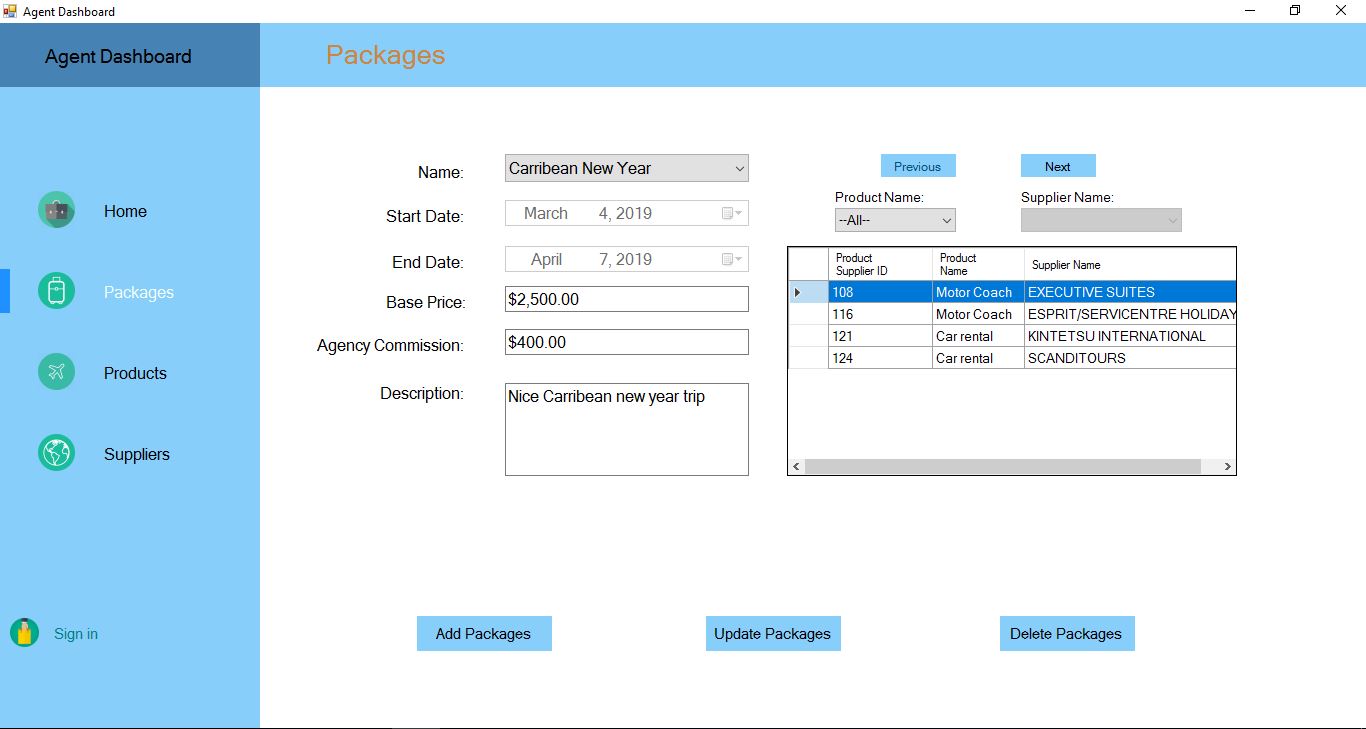 Agent Dashboard
Agent Dashboard
Packages
Home
Packages
Products
Suppliers
Sign in
Name:
Carribean New Year
Start Date:
March 4, 2019
End Date:
April 7, 2019
Base Price:
$2,500.00
Agency Commission:
$400.00
Description:
Nice Carribean new year trip
Previous
Next
Product Name:
Supplier Name:
--All--
Product Supplier ID Product Name Supplier Name
108 Motor Coach EXECUTIVE SUITES
116 Motor Coach ESPRIT/SERVICENTRE HOLIDAY
121 Car rental KINTETSU INTERNATIONAL
124 Car rental SCANDITOURS
Add Packages
Update Packages
Delete Packages